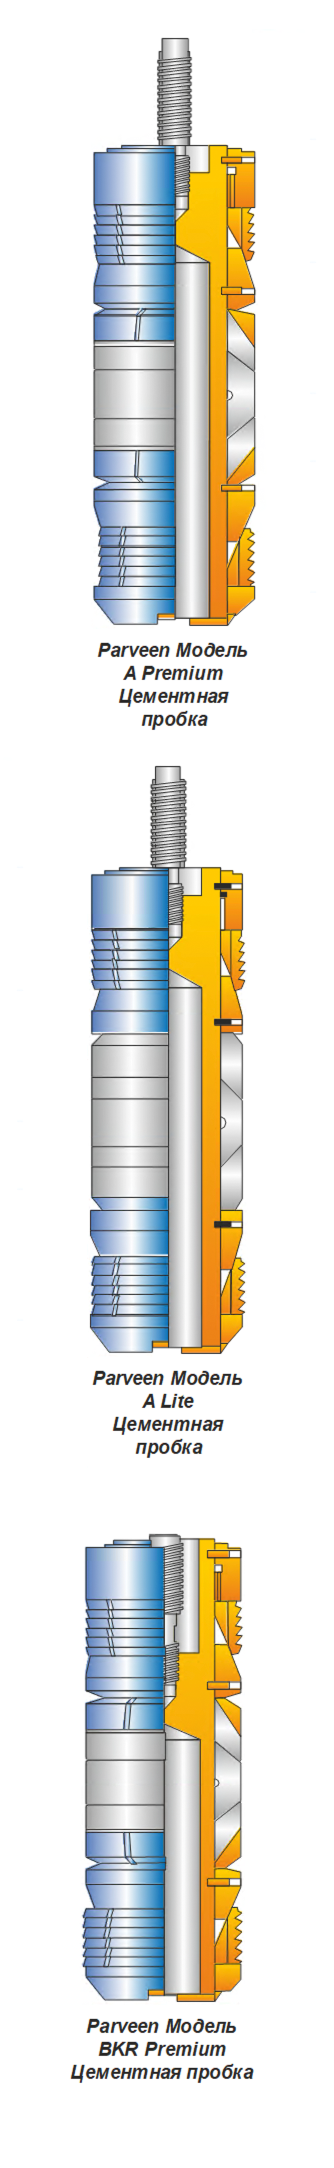 Parveen Модель
A Premium
Цементная
пробка
Parveen Модель
A Lite
Цементная
пробка
Parveen Модель
BKR Premium
Цементная пробка